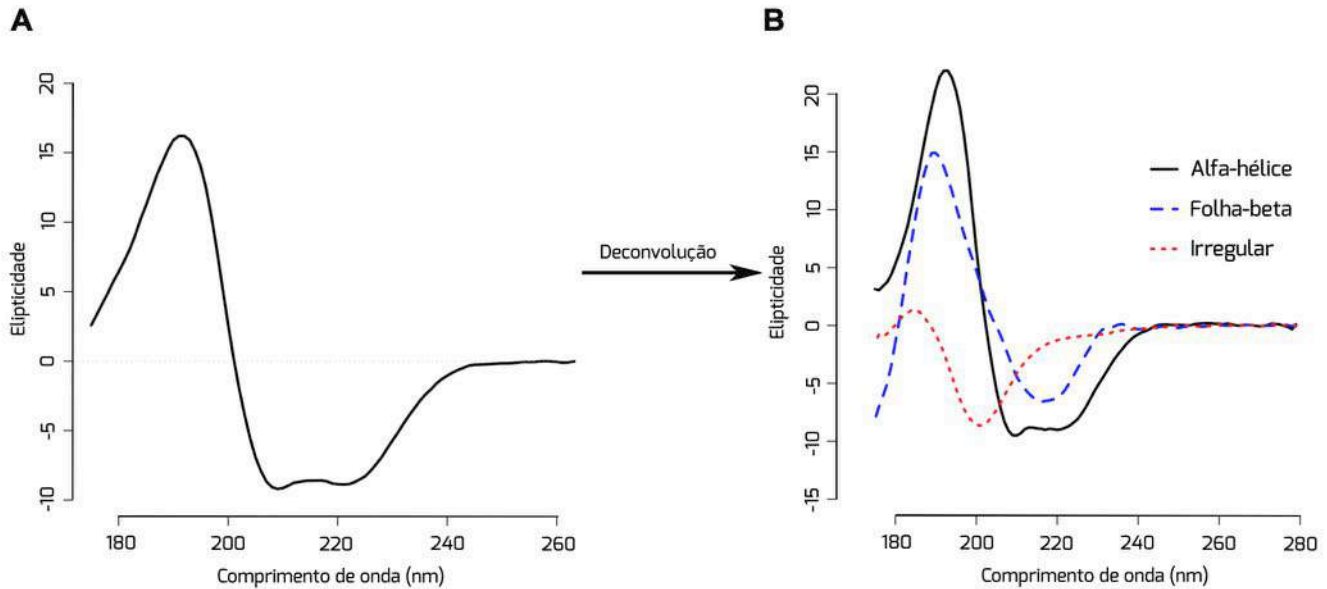 A
20
15
10
5
0
-5
-10
Elipticidade
180
200
220
240
260
Comprimento de onda (nm)
Deconvolução
B
20
15
10
5
0
-5
-10
-15
Elipticidade
Alfa-hélice
Folha-beta
Irregular
180
200
220
240
260
280
Comprimento de onda (nm)